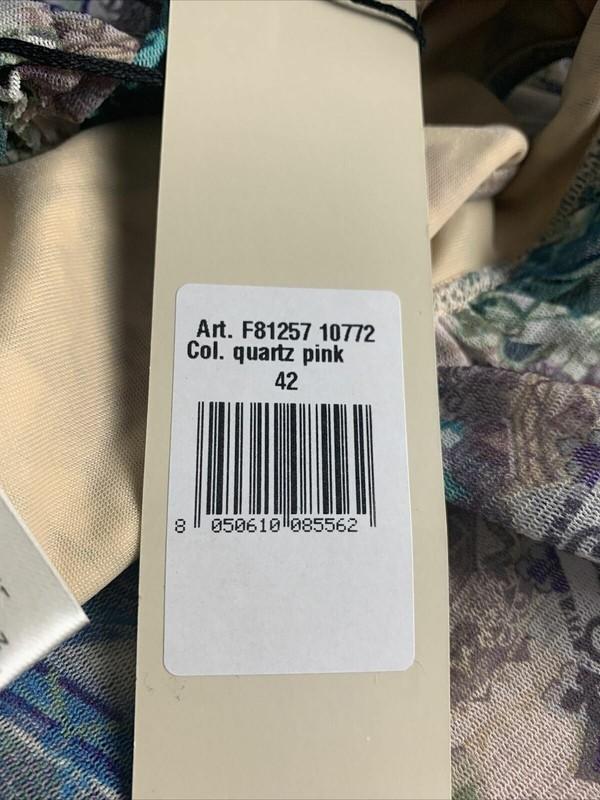 Art. F81257 10772
Col. quartz pink
42
8 050610 085562